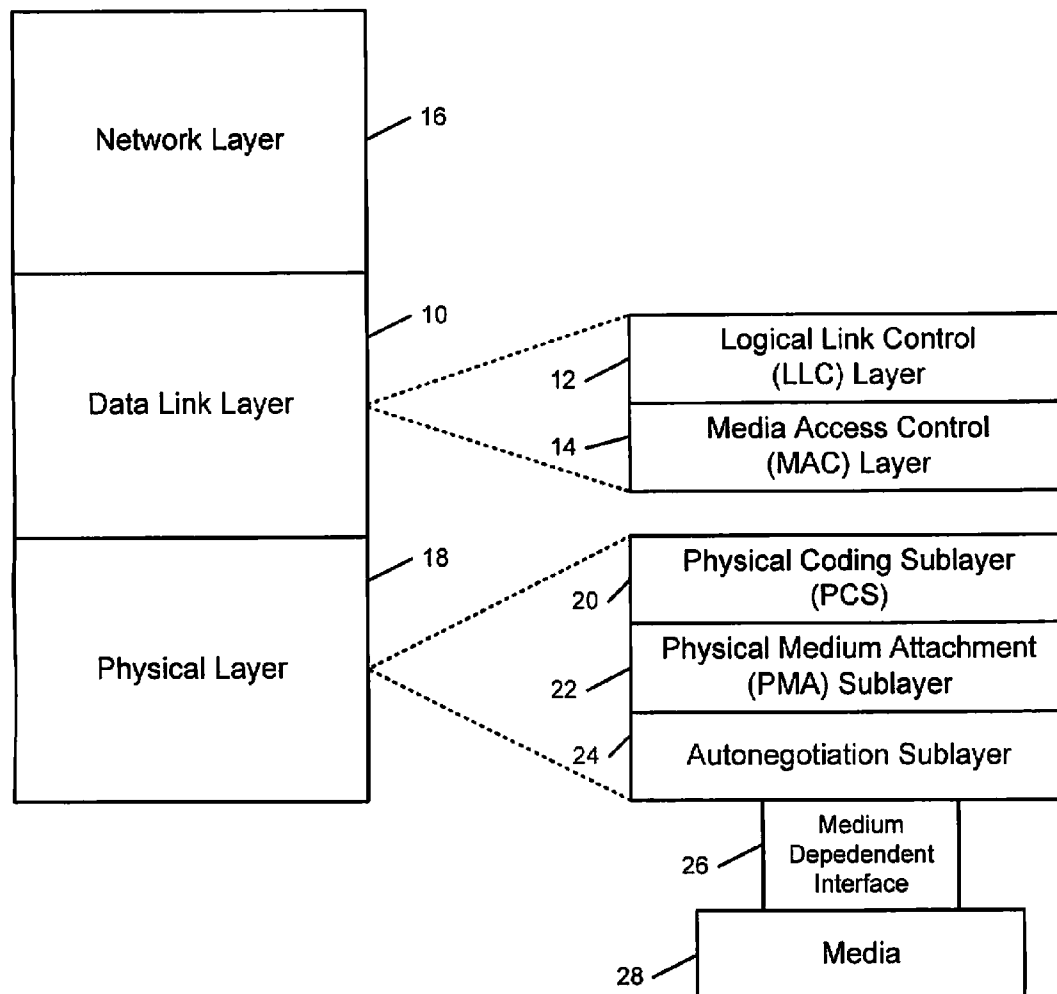 Network Layer
16
10
Data Link Layer
12
Logical Link Control
(LLC) Layer
14
Media Access Control
(MAC) Layer
18
Physical Layer
20
Physical Coding Sublayer
(PCS)
22
Physical Medium Attachment
(PMA) Sublayer
24
Autonegotiation Sublayer
26
Medium
Depedendent
Interface
28
Media